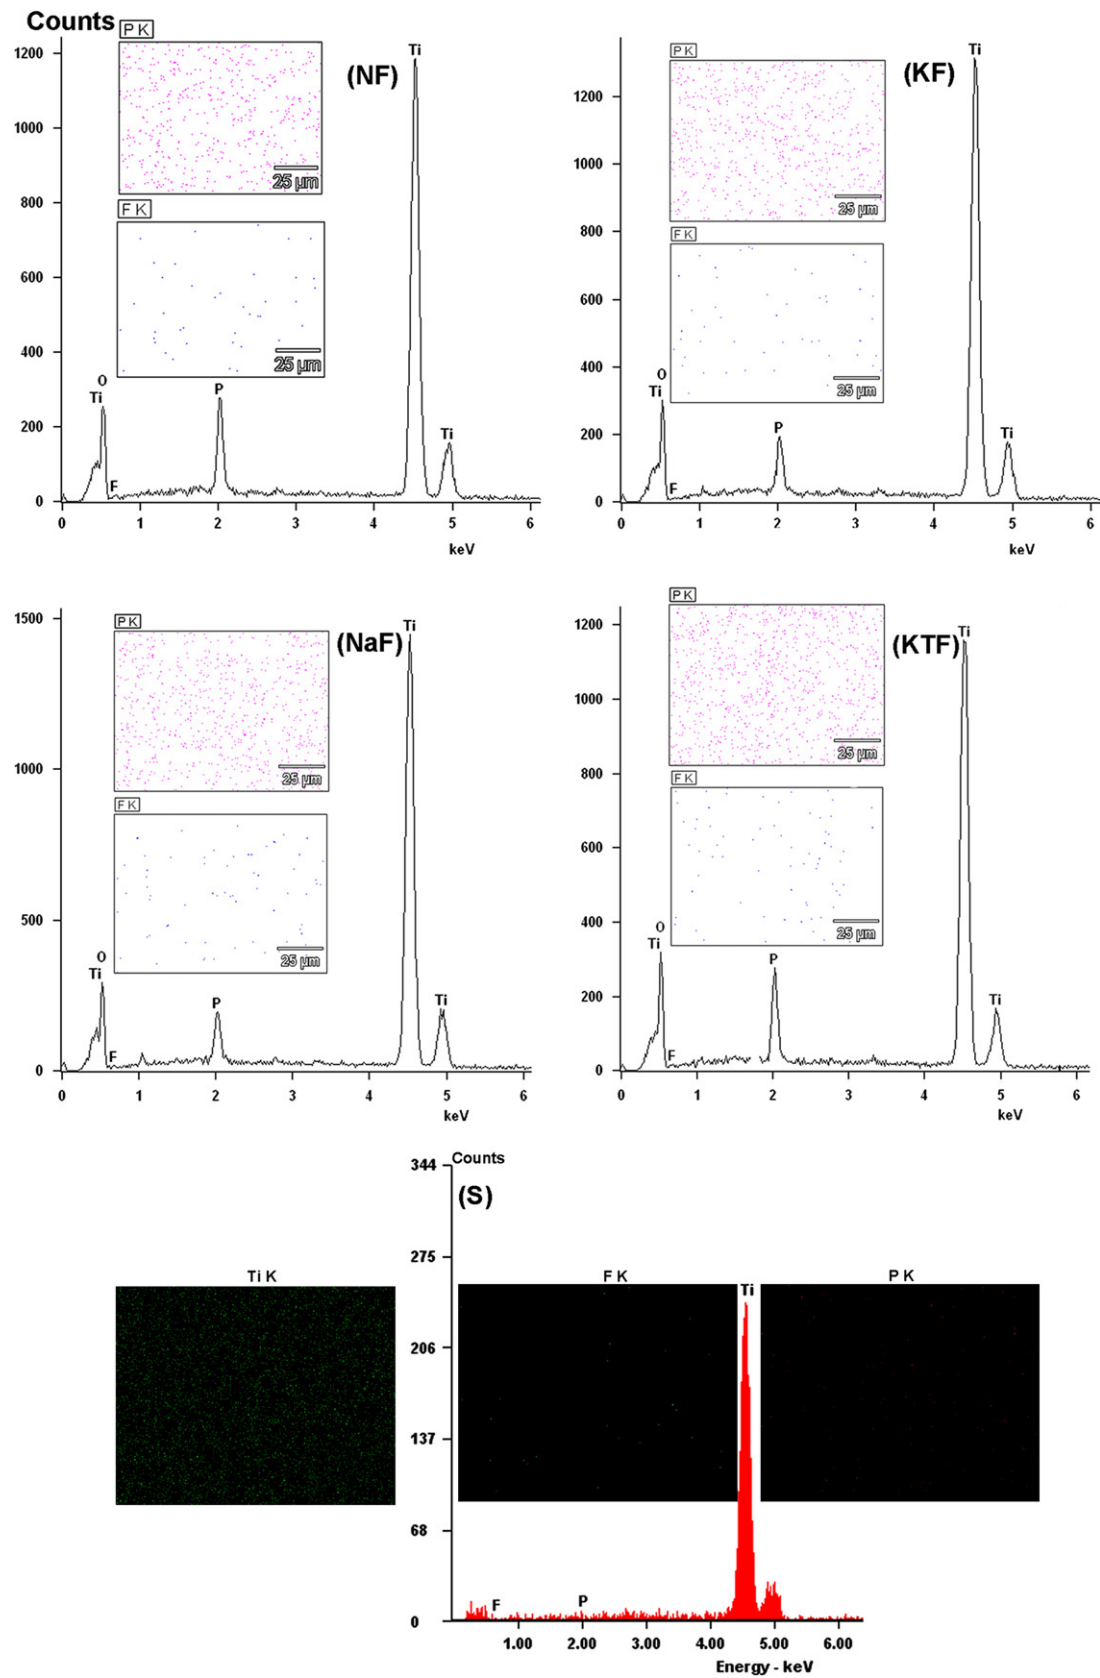 Counts
P K
(NF)
Ti
1200
1000
800
600
400
200
0
25 µm
F K
25 µm
O
Ti
F
P
Ti
0 1 2 3 4 5 6
keV
P K
(KF)
Ti
1200
1000
800
600
400
200
0
25 µm
F K
25 µm
O
Ti
F
P
Ti
0 1 2 3 4 5 6
keV
P K
(NaF)
Ti
1500
1000
500
0
25 µm
F K
25 µm
O
Ti
F
P
Ti
0 1 2 3 4 5 6
keV
P K
(KTF)
Ti
1200
1000
800
600
400
200
0
25 µm
F K
25 µm
O
Ti
F
P
Ti
0 1 2 3 4 5 6
keV
344 Counts
(S)
275
Ti K F K P K
Ti
206
137
68
F P
0
1.00 2.00 3.00 4.00 5.00 6.00
Energy - keV